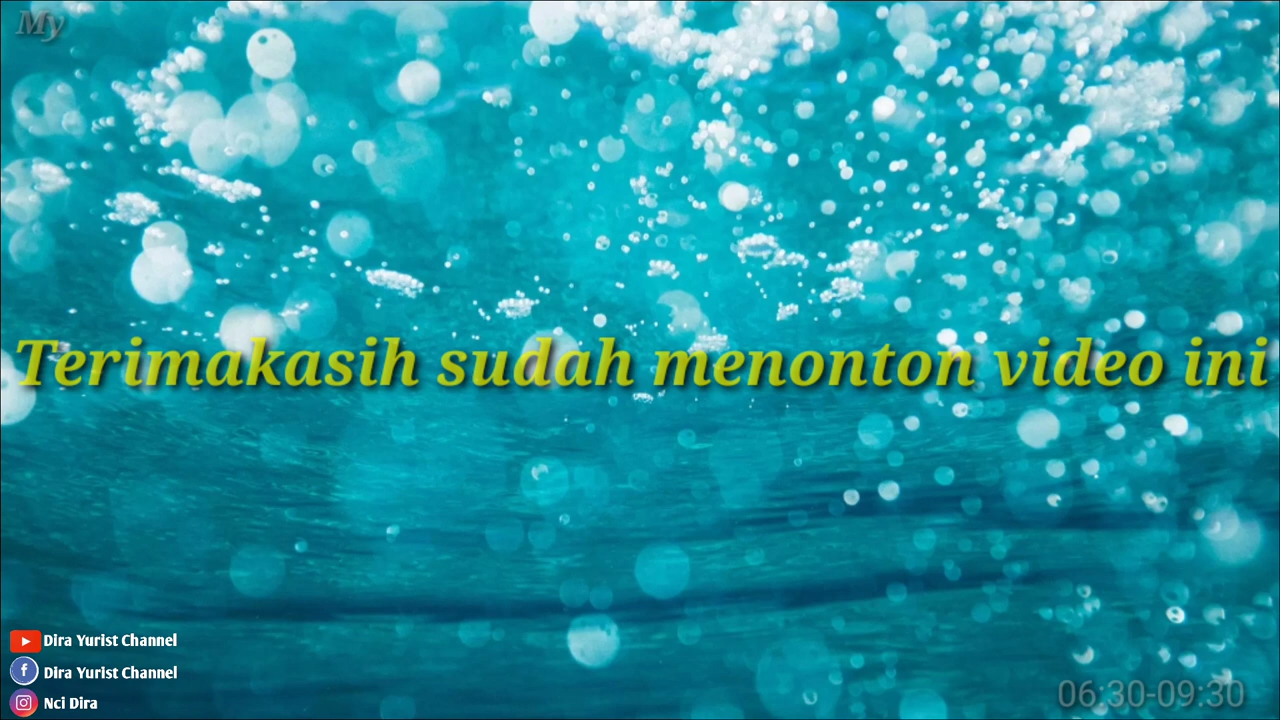 My
Terimakasih sudah menonton video ini
Dira Yurist Channel
Dira Yurist Channel
Nci Dira
06:30-09:30